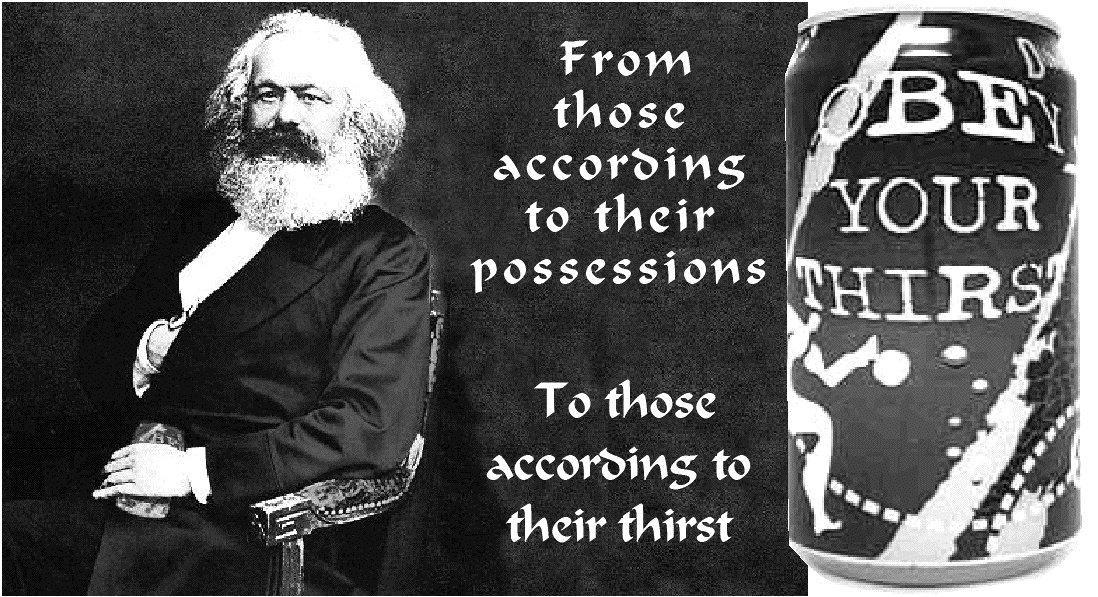 From
those
according
to their
possessions
To those
according to
their thirst
OBEY
YOUR
THIRST